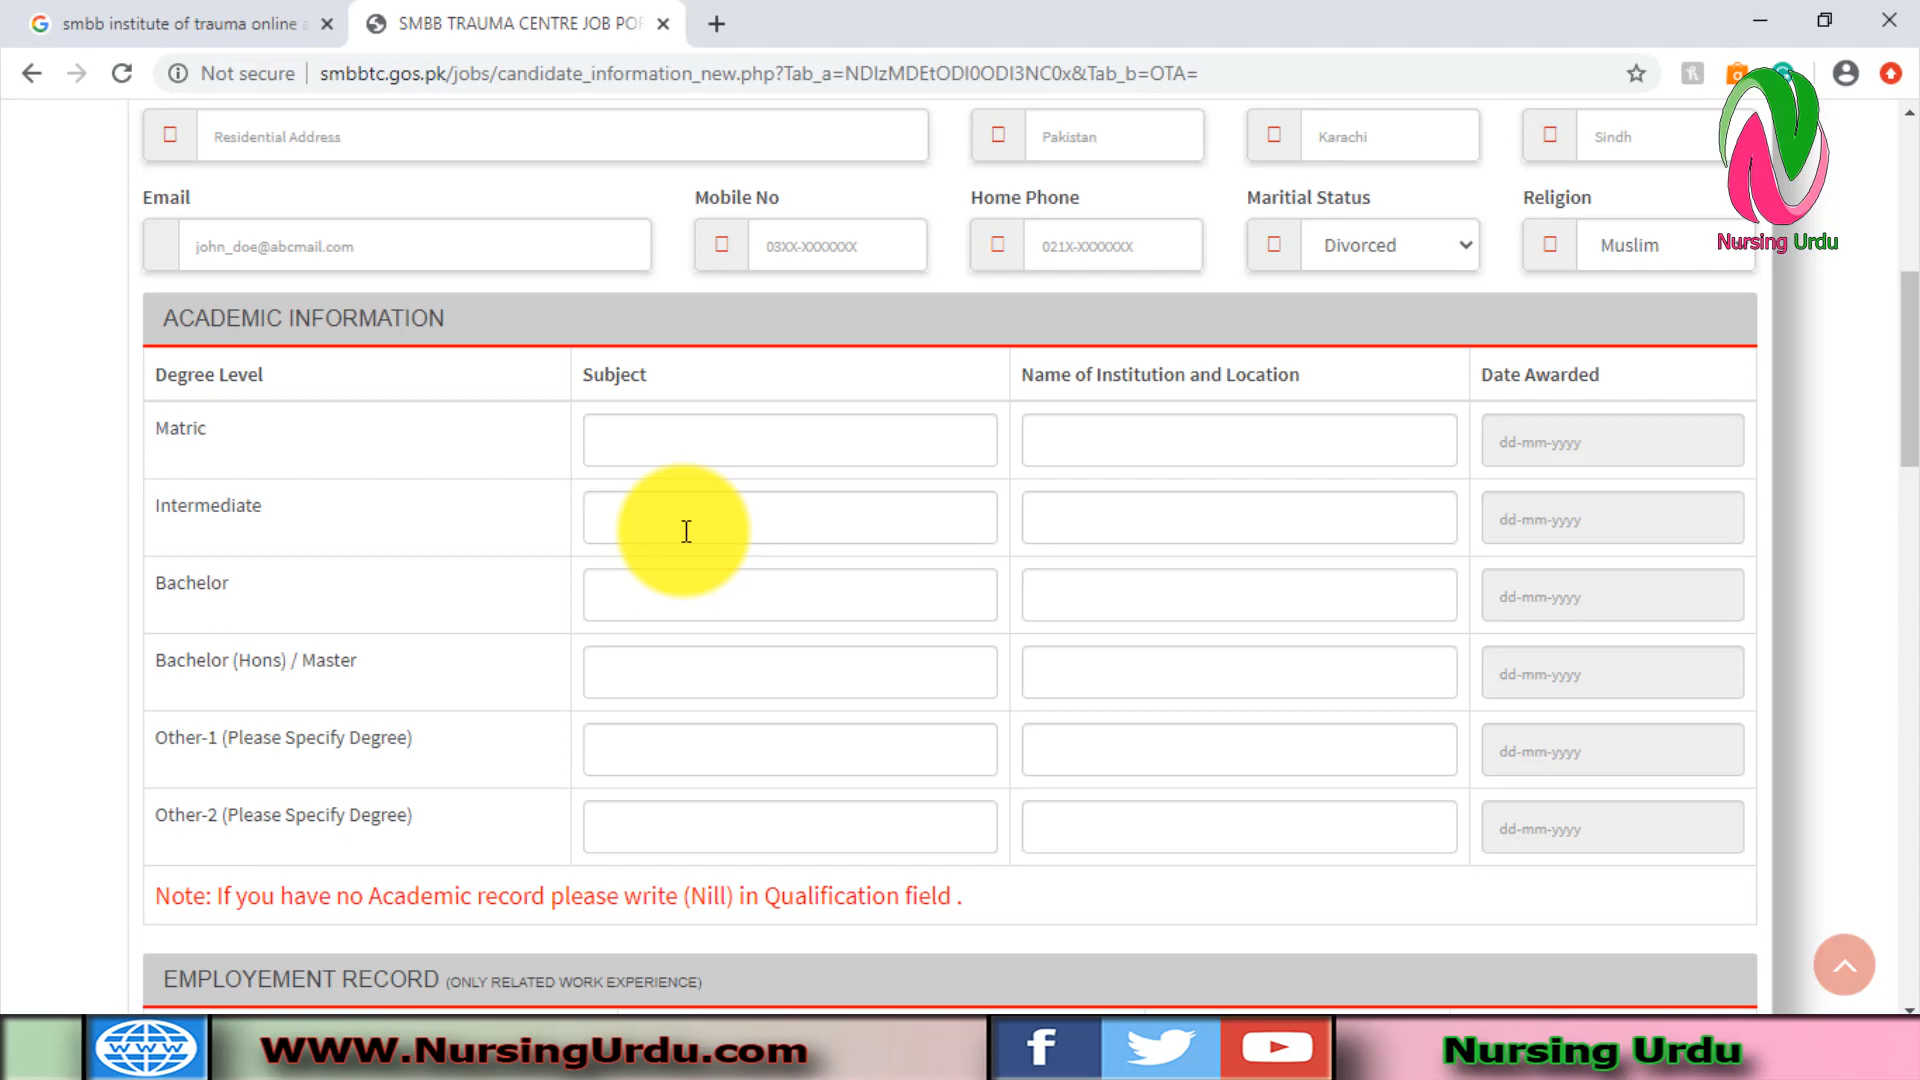 smbb institute of trauma online
SMBB TRAUMA CENTRE JOB POR
Not secure | smbbtc.gos.pk/jobs/candidate_information_new.php?Tab_a=NDIzMDEtODI0ODI3NC0x&Tab_b=OTA=
Residential Address Pakistan Karachi Sindh
Email Mobile No Home Phone Maritial Status Religion
john_doe@abcmail.com 03XX-XXXXXXX 021X-XXXXXXX Divorced Muslim
Nursing Urdu
ACADEMIC INFORMATION
Degree Level Subject Name of Institution and Location Date Awarded
Matric dd-mm-yyyy
Intermediate dd-mm-yyyy
Bachelor dd-mm-yyyy
Bachelor (Hons) / Master dd-mm-yyyy
Other-1 (Please Specify Degree) dd-mm-yyyy
Other-2 (Please Specify Degree) dd-mm-yyyy
Note: If you have no Academic record please write (Nill) in Qualification field .
EMPLOYEMENT RECORD (ONLY RELATED WORK EXPERIENCE)
WWW
WWW.NursingUrdu.com
Nursing Urdu